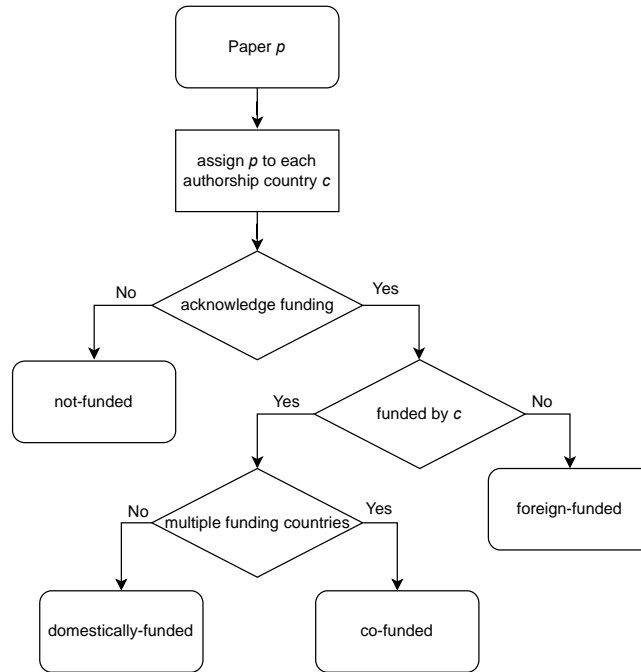 Paper p
assign p to each
authorship country c
No
acknowledge funding
Yes
not-funded
Yes
funded by c
No
No
multiple funding countries
Yes
foreign-funded
domestically-funded
co-funded